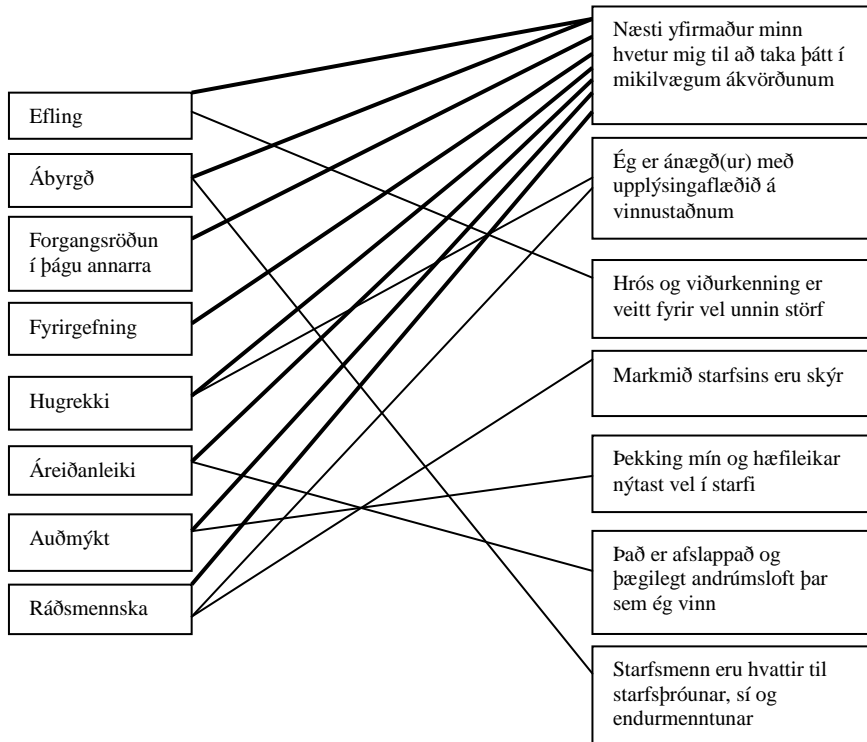 Efling
Ábyrgð
Forgangsröðun
í þágu annarra
Fyrirgefning
Hugrekki
Áreiðanleiki
Auðmýkt
Ráðsmennska
Næsti yfirmaður minn
hvetur mig til að taka þátt í
mikilvægum ákvörðunum
Ég er ánægð(ur) með
upplýsingaflæðið á
vinnustaðnum
Hrós og viðurkenning er
veitt fyrir vel unnin störf
Markmið starfsins eru skýr
Þekking mín og hæfileikar
nýtast vel í starfi
Það er afslappað og
þægilegt andrúmsloft þar
sem ég vinn
Starfsmenn eru hvattir til
starfsþróunar, sí og
endurmenntunar